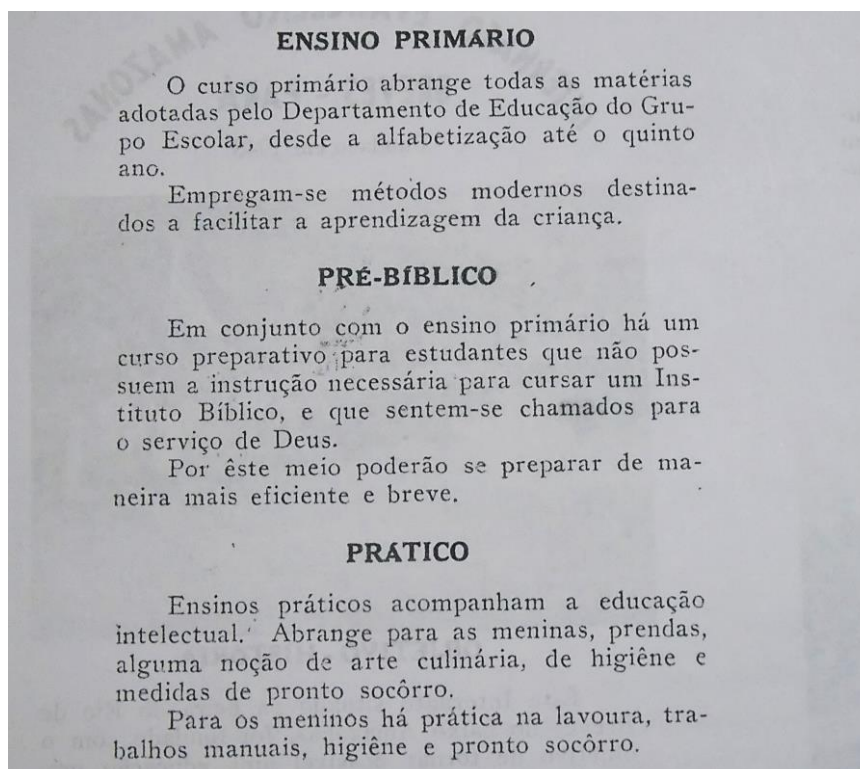 ENSINO PRIMÁRIO
O curso primário abrange todas as matérias
adotadas pelo Departamento de Educação do Gru-
po Escolar, desde a alfabetização até o quinto
ano.
Empregam-se métodos modernos destina-
dos a facilitar a aprendizagem da criança.
PRÉ-BÍBLICO
Em conjunto com o ensino primário há um
curso preparativo para estudantes que não pos-
suem a instrução necessária para cursar um Ins-
tituto Bíblico, e que sentem-se chamados para
o serviço de Deus.
Por êste meio poderão se preparar de ma-
neira mais eficiente e breve.
PRÁTICO
Ensinos práticos acompanham a educação
intelectual. Abrange para as meninas, prendas,
alguma noção de arte culinária, de higiêne e
medidas de pronto socôrro.
Para os meninos há prática na lavoura, tra-
balhos manuais, higiêne e pronto socôrro.